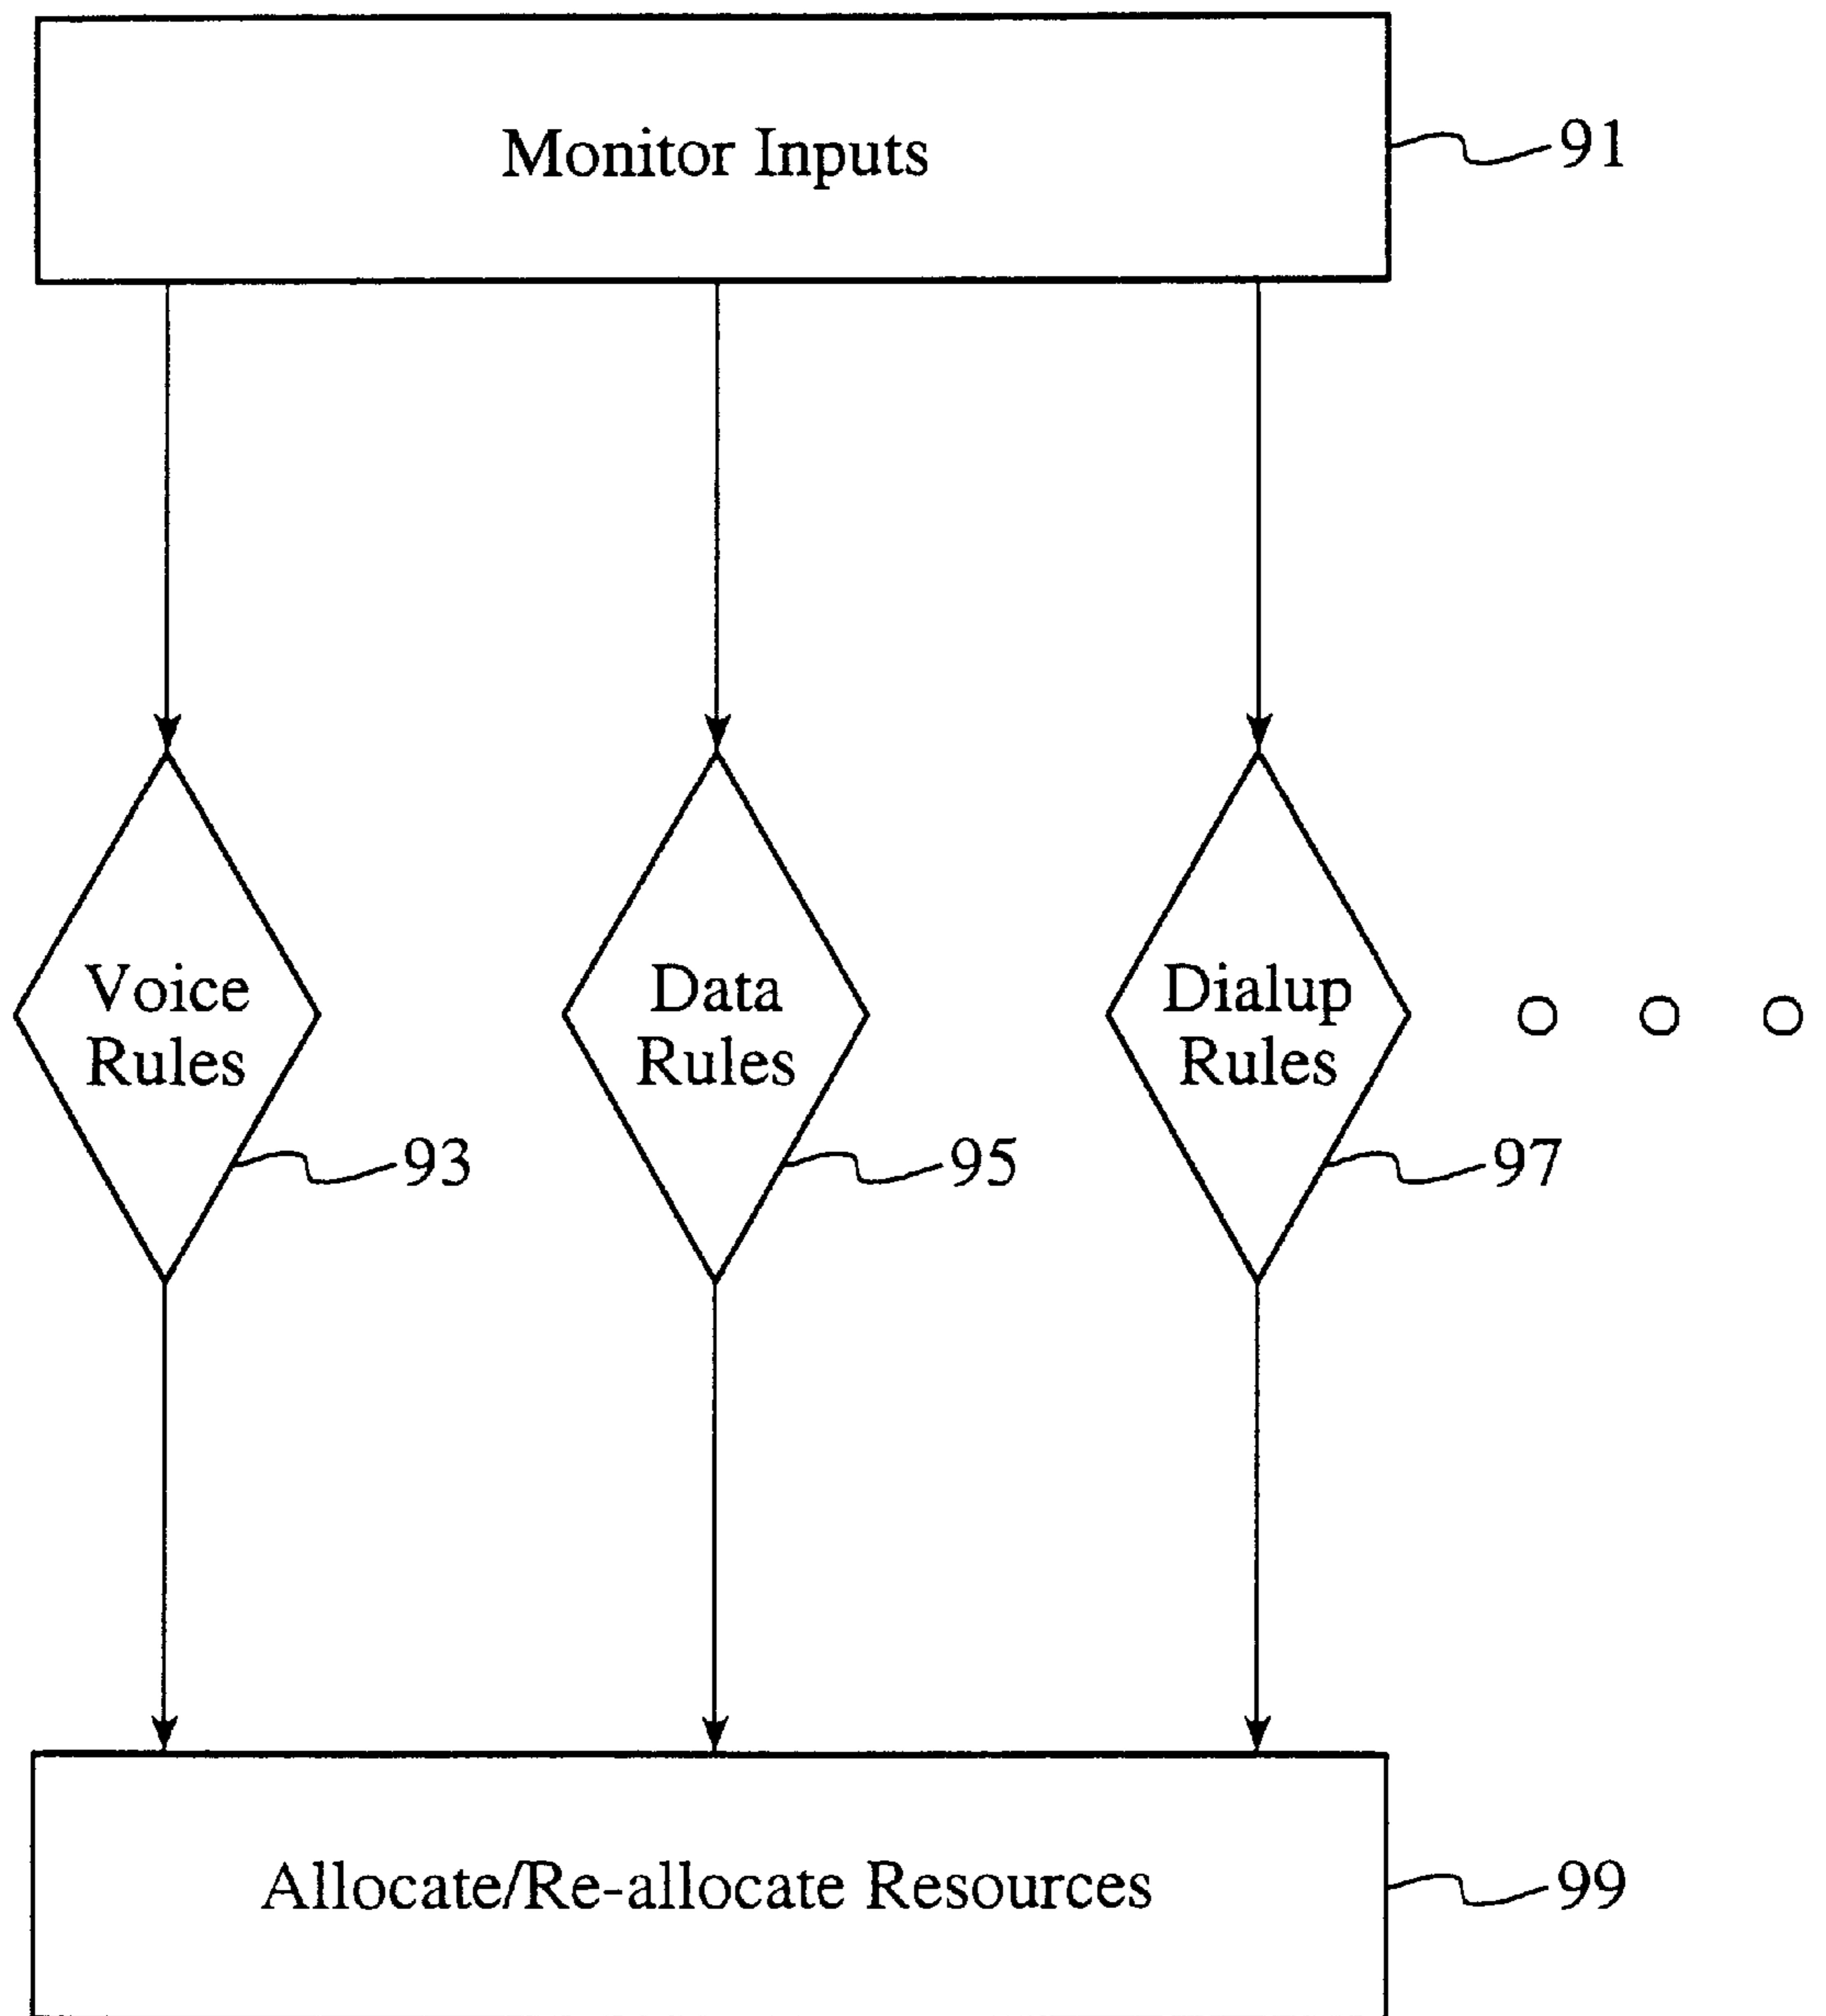 Monitor Inputs
91
Voice
Rules
93
Data
Rules
95
Dialup
Rules
97
Allocate/Re-allocate Resources
99